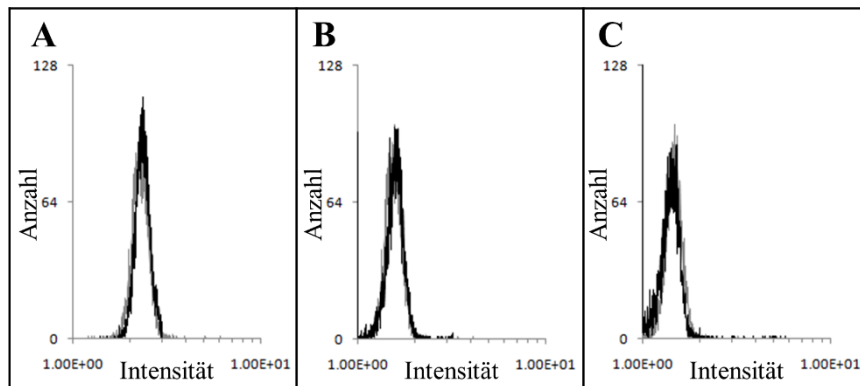 A
128
Anzahl
64
0
1.00E+00
Intensität
1.00E+01
B
128
Anzahl
64
0
1.00E+00
Intensität
1.00E+01
C
128
Anzahl
64
0
1.00E+00
Intensität
1.00E+01